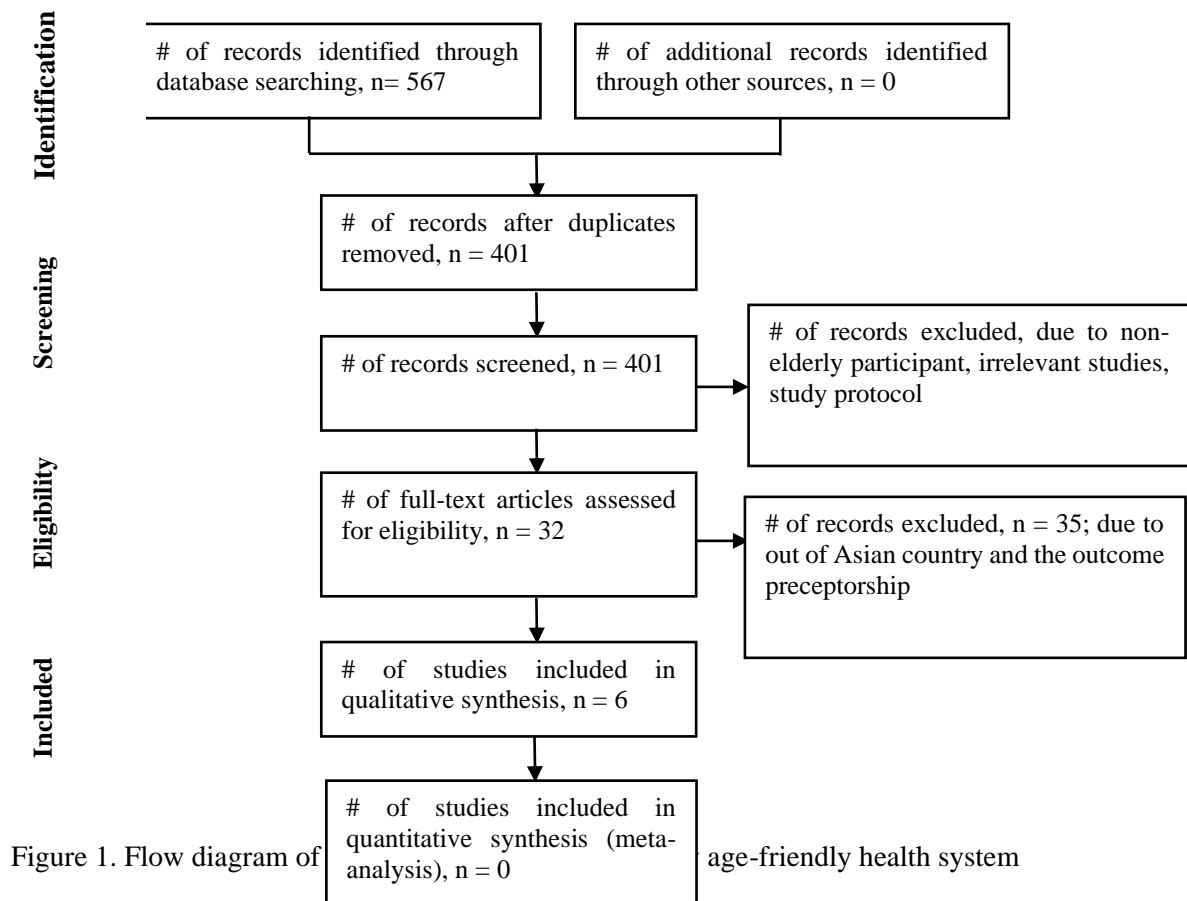 Identification
# of records identified through
database searching, n= 567
# of additional records identified
through other sources, n = 0
# of records after duplicates
removed, n = 401
Screening
# of records screened, n = 401
# of records excluded, due to non-
elderly participant, irrelevant studies,
study protocol
Eligibility
# of full-text articles assessed
for eligibility, n = 32
# of records excluded, n = 35; due to
out of Asian country and the outcome
preceptorship
Included
# of studies included in
qualitative synthesis, n = 6
# of studies included in
quantitative synthesis (meta-
analysis), n = 0
Figure 1. Flow diagram of age-friendly health system